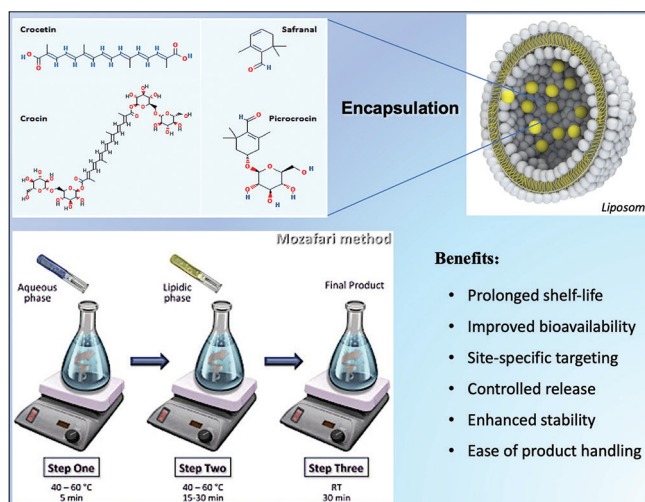 Crocetin
Safranal
Crocin
Picrocrocin
Encapsulation
Liposom
Mozafari method
Aqueous
phase
Lipidic
phase
Final Product
Step One
Step Two
Step Three
40 – 60 °C
5 min
40 – 60 °C
15-30 min
RT
30 min
Benefits:
• Prolonged shelf-life
• Improved bioavailability
• Site-specific targeting
• Controlled release
• Enhanced stability
• Ease of product handling